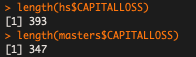 > length(hs$CAPITALLOSS)
[1] 393
> length(masters$CAPITALLOSS)
[1] 347